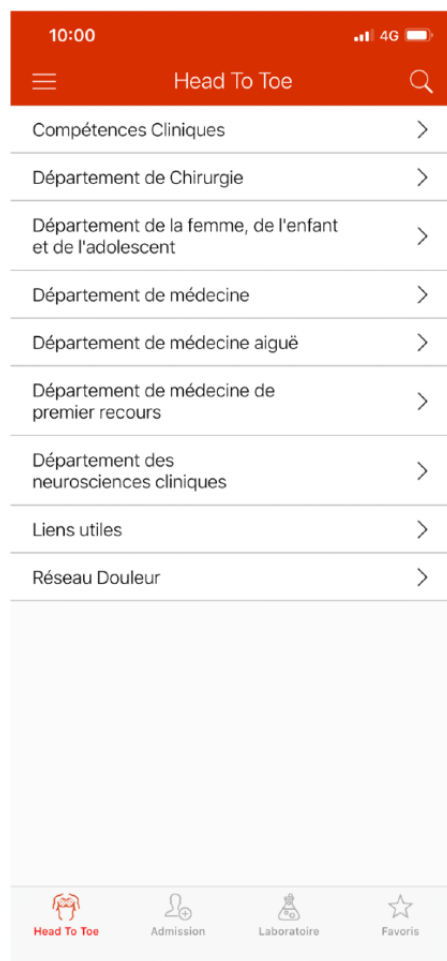 10:00
4G
Head To Toe
Compétences Cliniques
Département de Chirurgie
Département de la femme, de l'enfant
et de l'adolescent
Département de médecine
Département de médecine aiguë
Département de médecine de
premier recours
Département des
neurosciences cliniques
Liens utiles
Réseau Douleur
Head To Toe
Admission
Laboratoire
Favoris